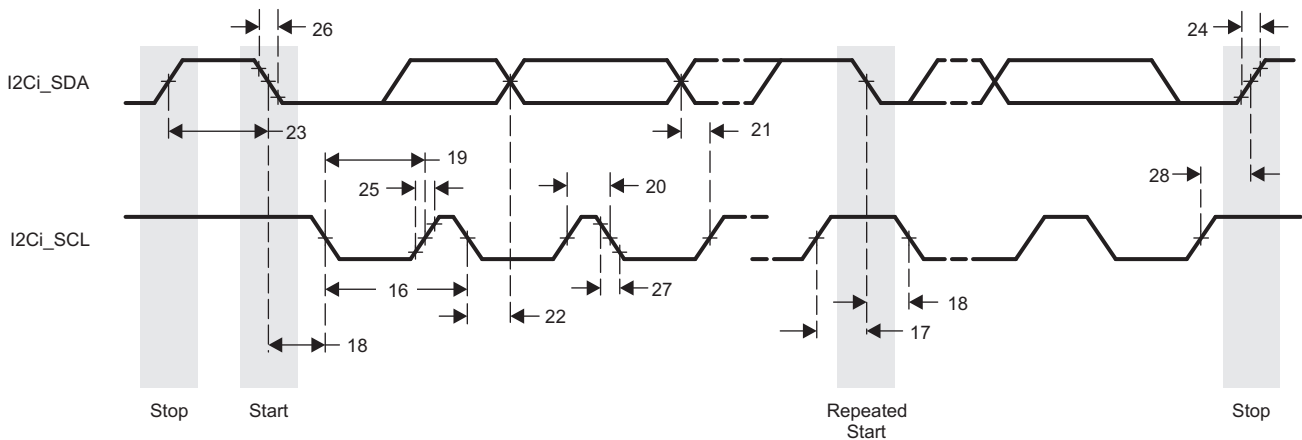 26
24
I2Ci_SDA
23
21
19
25
20
28
I2Ci_SCL
16
27
22
18
17
18
Stop
Start
Repeated
Start
Stop